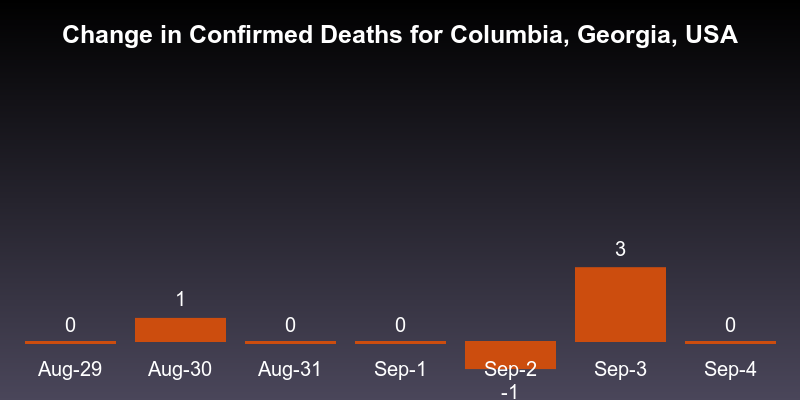 Change in Confirmed Deaths for Columbia, Georgia, USA
3
1
0 0 0 0
Aug-29 Aug-30 Aug-31 Sep-1 Sep-2 Sep-3 Sep-4
-1